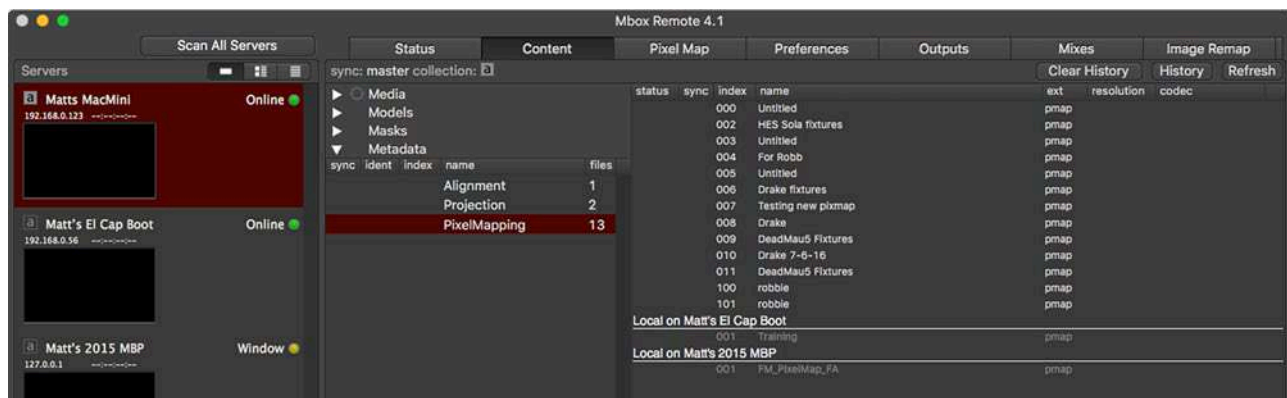 Mbox Remote 4.1
Scan All Servers
Status Content Pixel Map Preferences Outputs Mixes Image Remap
Servers
sync: master collection: a
Clear History History Refresh
a Matts MacMini Online
192.168.0.123 --:--:--:--
a Matt's El Cap Boot Online
192.168.0.56 --:--:--:--
a Matt's 2015 MBP Window
127.0.0.1 --:--:--:--
Media
Models
Masks
Metadata
sync ident index name files
Alignment 1
Projection 2
PixelMapping 13
status sync index name ext resolution codec
000 Untitled pmap
002 HES Sola fixtures pmap
003 Untitled pmap
004 For Robb pmap
005 Untitled pmap
006 Drake fixtures pmap
007 Testing new pixmap pmap
008 Drake pmap
009 DeadMau5 Fixtures pmap
010 Drake 7-6-16 pmap
011 DeadMau5 Fixtures pmap
100 robbie pmap
101 robbie pmap
Local on Matt's El Cap Boot
001 Training pmap
Local on Matt's 2015 MBP
001 FM_PixelMap_FA pmap